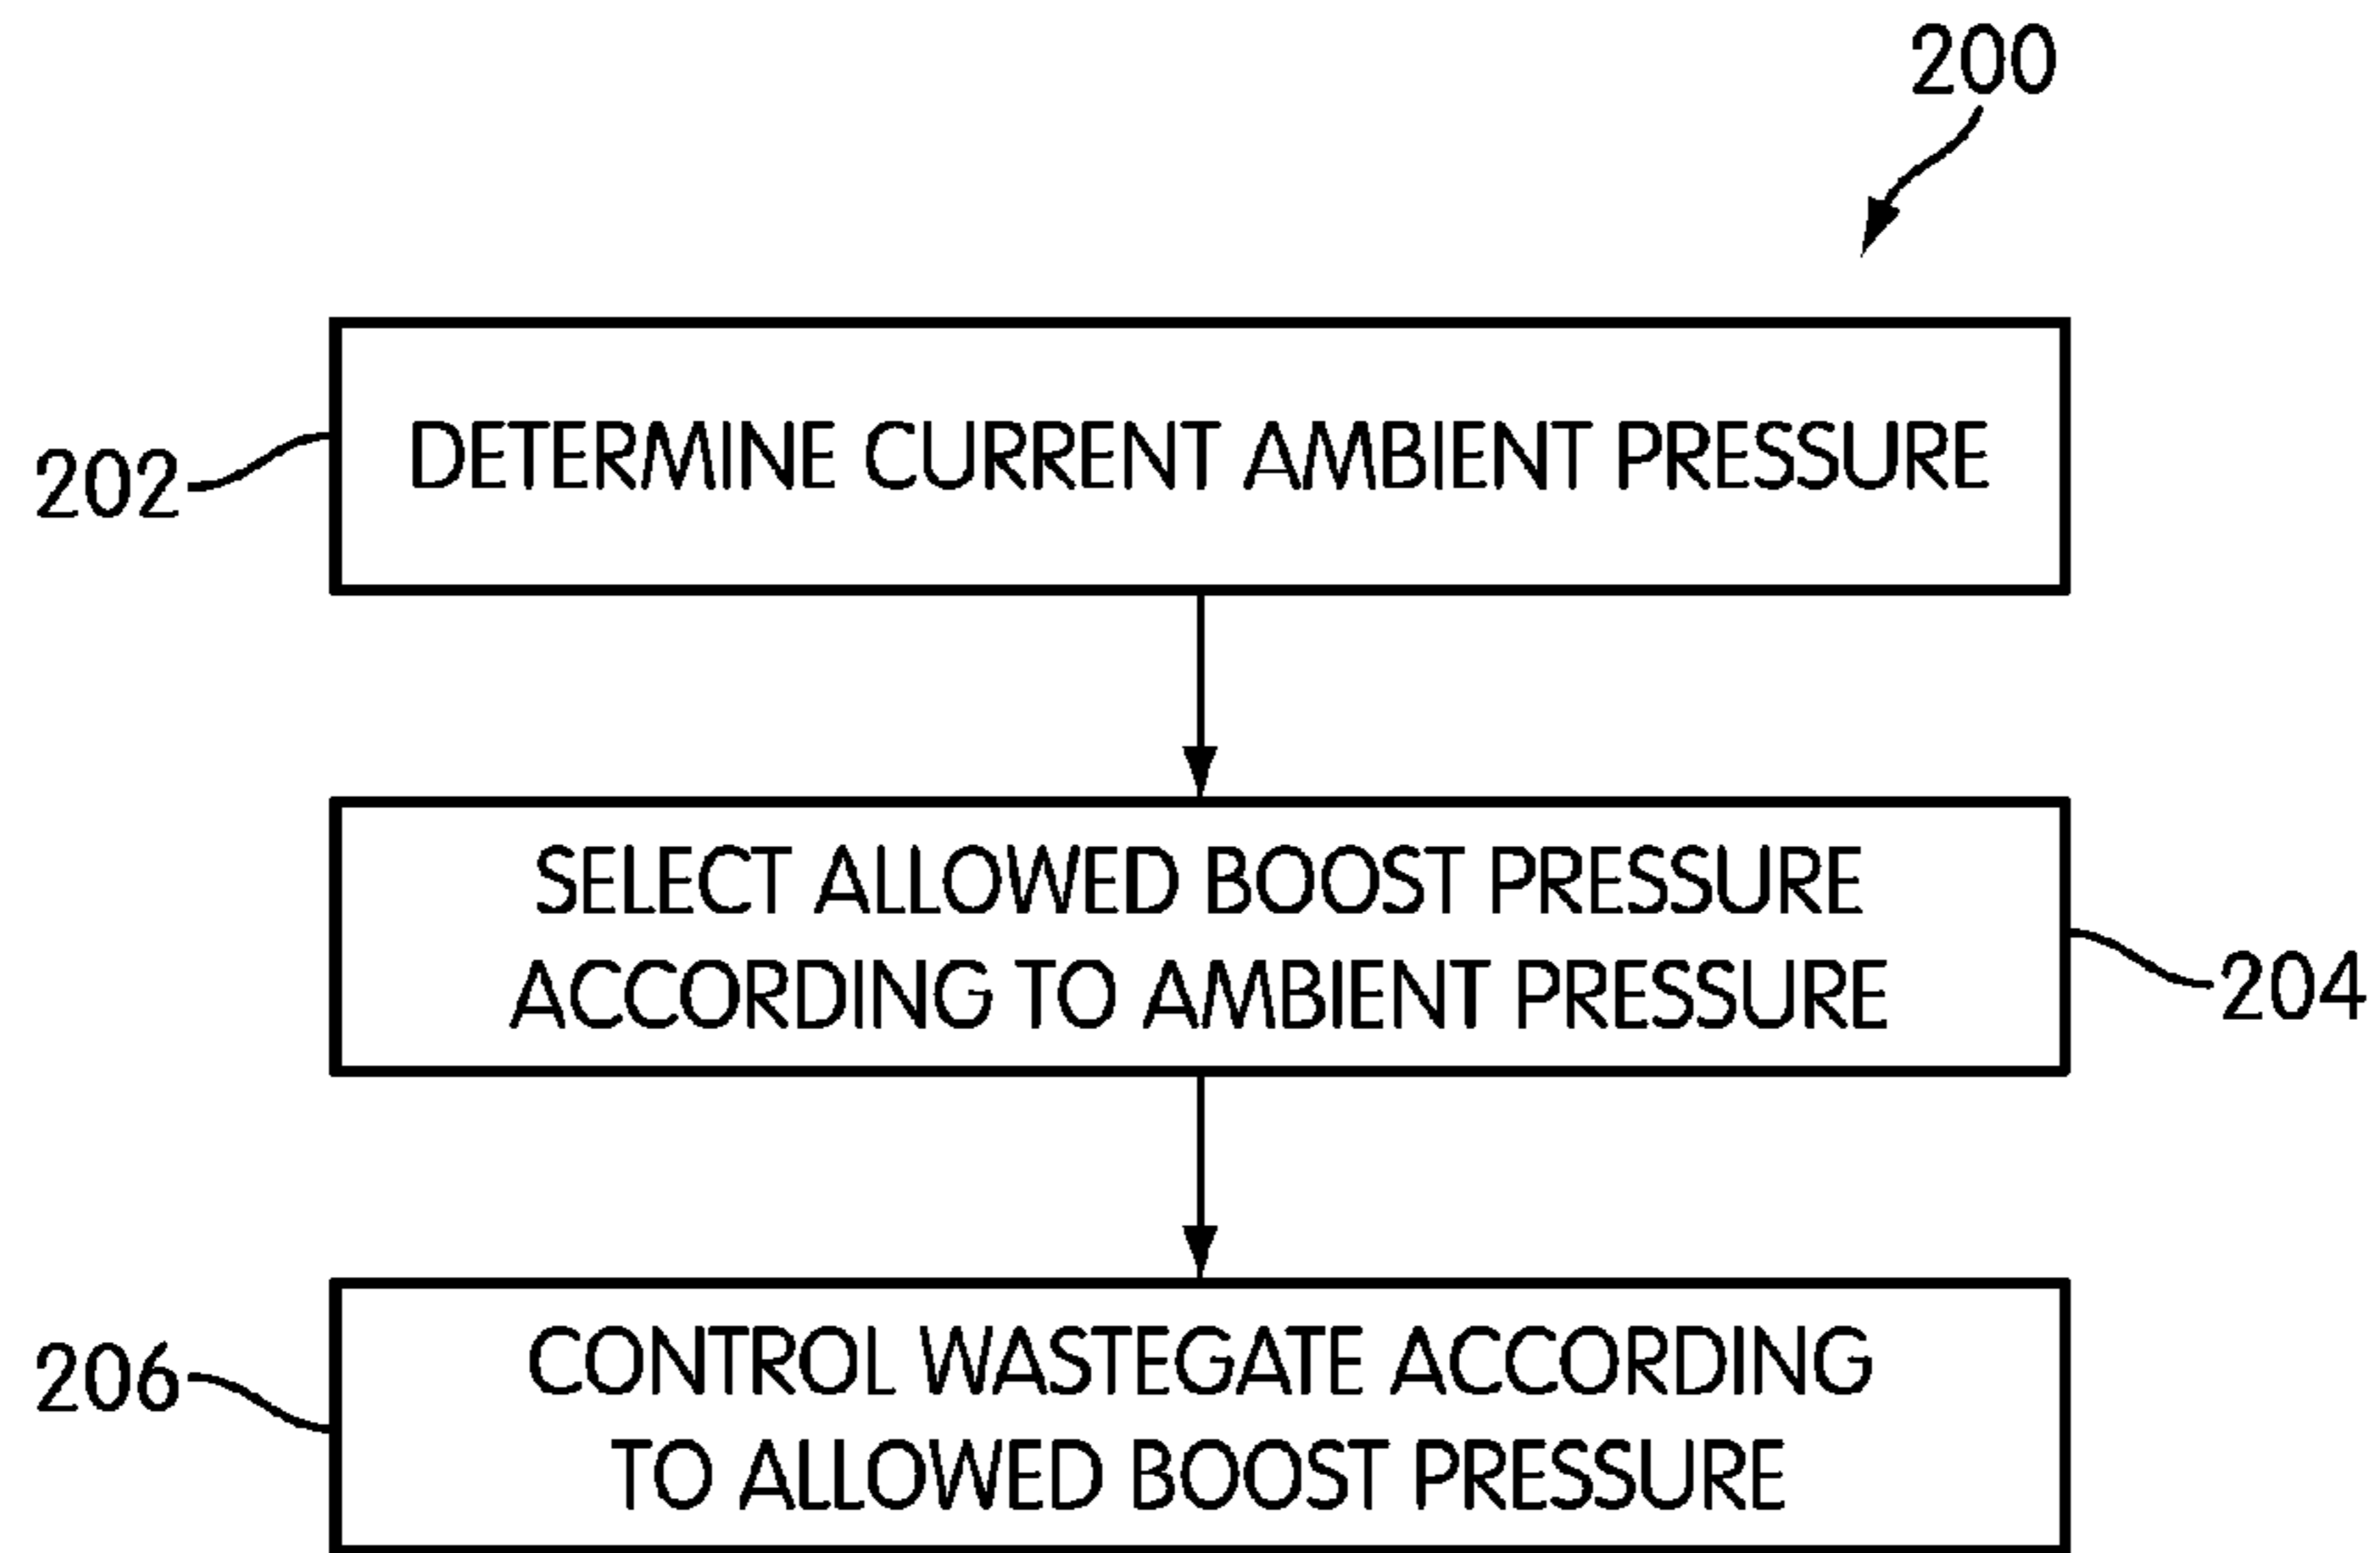 200
202
DETERMINE CURRENT AMBIENT PRESSURE
SELECT ALLOWED BOOST PRESSURE
ACCORDING TO AMBIENT PRESSURE
204
206
CONTROL WASTEGATE ACCORDING
TO ALLOWED BOOST PRESSURE